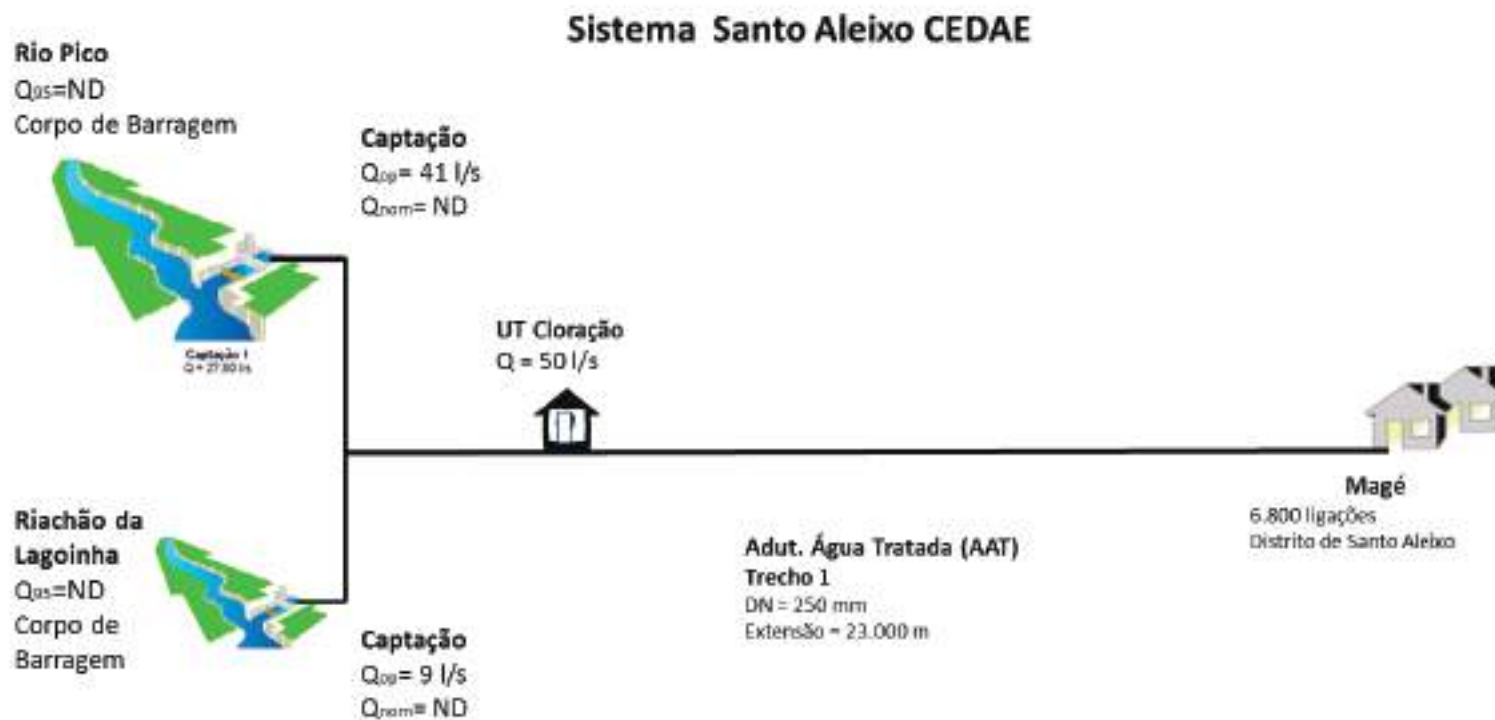 Sistema Santo Aleixo CEDAE
Rio Pico
Q95=ND
Corpo de Barragem
Captação
Qop= 41 l/s
Qnom= ND
Captação 1
UT Cloração
Q = 50 l/s
Riachão da
Lagoinha
Q95=ND
Corpo de
Barragem
Captação
Qop= 9 l/s
Qnom= ND
Adut. Água Tratada (AAT)
Trecho 1
DN = 250 mm
Extensão = 23.000 m
Magé
6.800 ligações
Distrito de Santo Aleixo